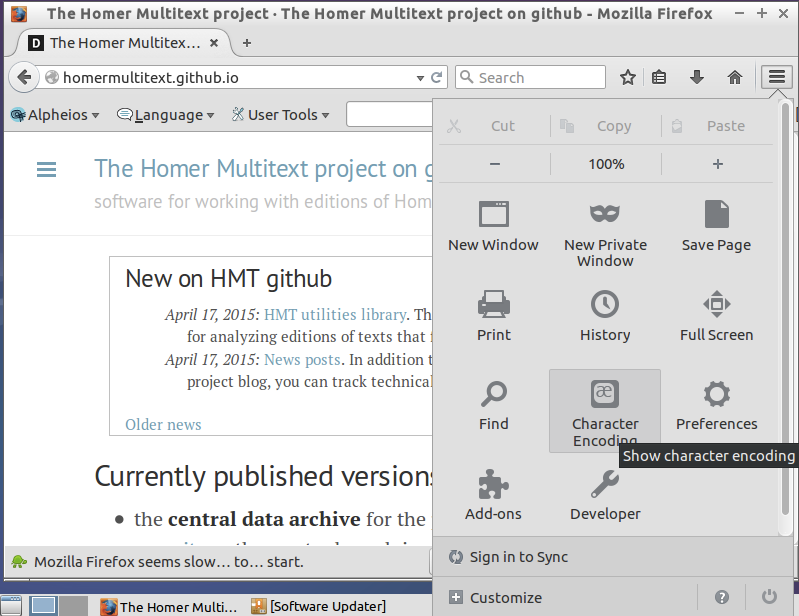 The Homer Multitext project · The Homer Multitext project on github - Mozilla Firefox
D The Homer Multitex...
homermultitext.github.io
Search
Alpheios
Language
User Tools
The Homer Multitext project on g
software for working with editions of Hom
New on HMT github
April 17, 2015: HMT utilities library. Th
for analyzing editions of texts that
April 17, 2015: News posts. In addition t
project blog, you can track technical
Older news
Currently published versions
• the central data archive for the
Cut Copy Paste
− 100% +
New Window
New Private
Window
Save Page
Print
History
Full Screen
Find
æ
Character
Encoding
Preferences
Show character encoding
Add-ons
Developer
Sign in to Sync
Customize
Mozilla Firefox seems slow... to... start.
The Homer Multi...
[Software Updater]